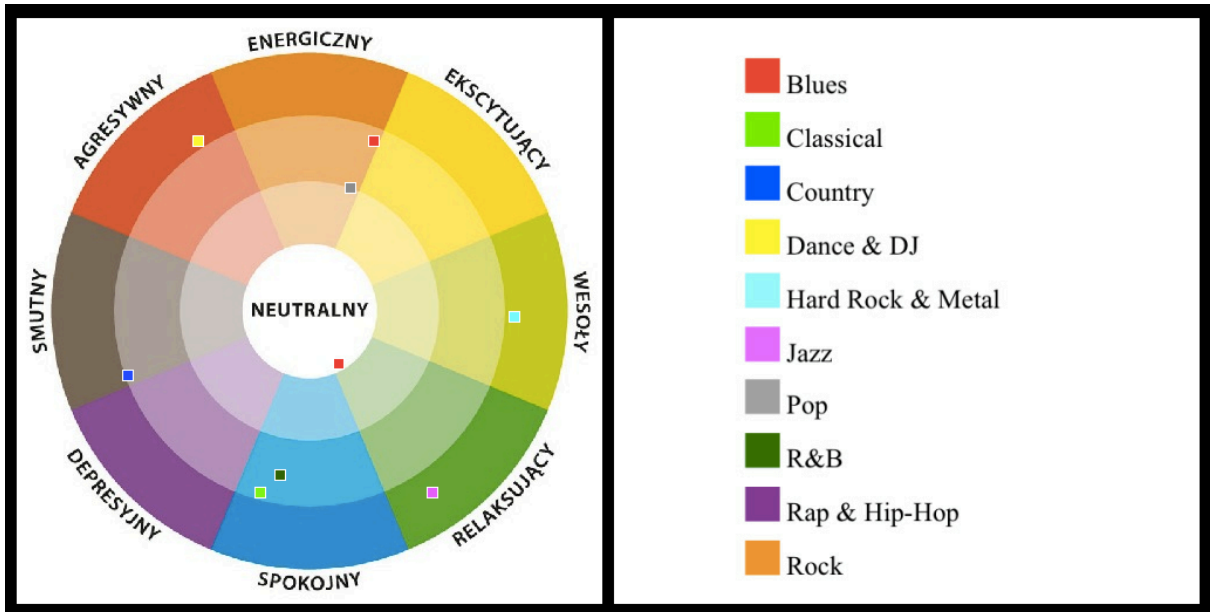 ENERGICZNY
EKSCYTUJĄCY
AGRESYWNY
WESOŁY
SMUTNY
NEUTRALNY
RELAKSUJĄCY
DEPRESYJNY
SPOKOJNY
Blues
Classical
Country
Dance & DJ
Hard Rock & Metal
Jazz
Pop
R&B
Rap & Hip-Hop
Rock